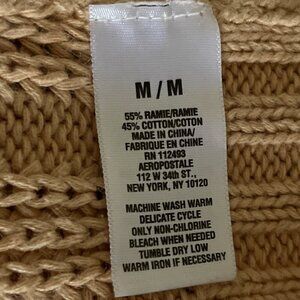 M / M
55% RAMIE/RAMIE
45% COTTON/COTON
MADE IN CHINA/
FABRIQUE EN CHINE
RN 112493
AEROPOSTALE
112 W 34th ST.,
NEW YORK, NY 10120
MACHINE WASH WARM
DELICATE CYCLE
ONLY NON-CHLORINE
BLEACH WHEN NEEDED
TUMBLE DRY LOW
WARM IRON IF NECESSARY